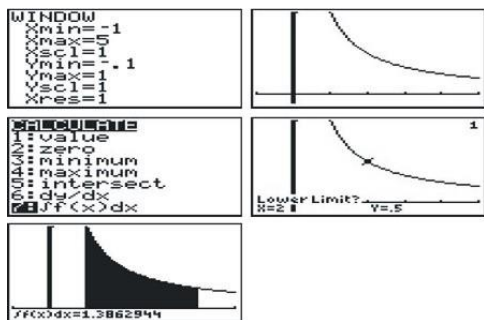 WINDOW
Xmin=-1
Xmax=5
Xscl=1
Ymin=-.1
Ymax=1
Yscl=1
Xres=1
CALCULATE
1:value
2:zero
3:minimum
4:maximum
5:intersect
6:dy/dx
7:∫f(x)dx
1
Lower Limit?
X=2 Y=.5
∫f(x)dx=1.3862944